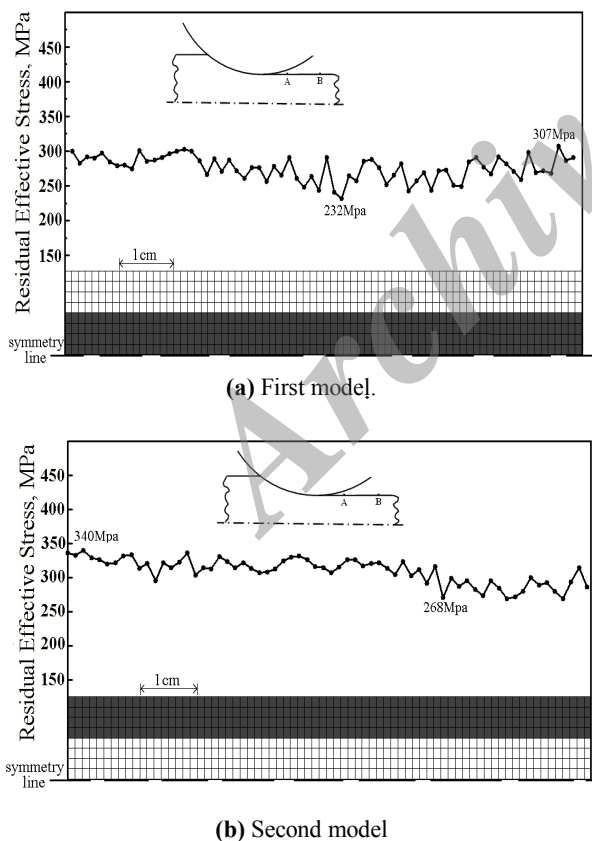 Residual Effective Stress, MPa
450
400
350
300
250
200
150
A B
307Mpa
232Mpa
1cm
symmetry
line
(a) First model.
Residual Effective Stress, MPa
450
400
350
300
250
200
150
A B
340Mpa
268Mpa
1cm
symmetry
line
(b) Second model
Archiv